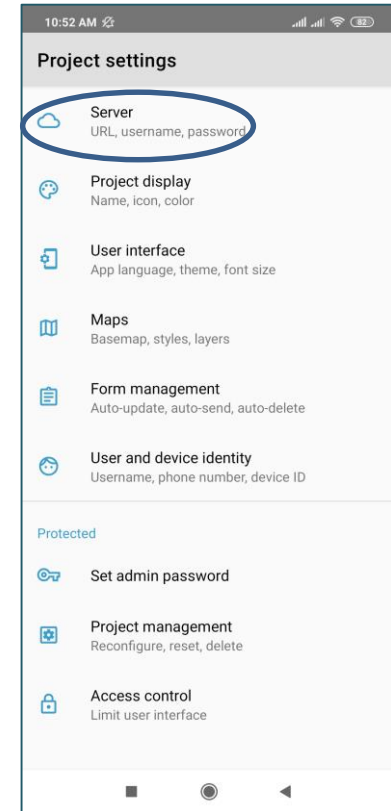 10:52 AM
82
Project settings
Server
URL, username, password
Project display
Name, icon, color
User interface
App language, theme, font size
Maps
Basemap, styles, layers
Form management
Auto-update, auto-send, auto-delete
User and device identity
Username, phone number, device ID
Protected
Set admin password
Project management
Reconfigure, reset, delete
Access control
Limit user interface